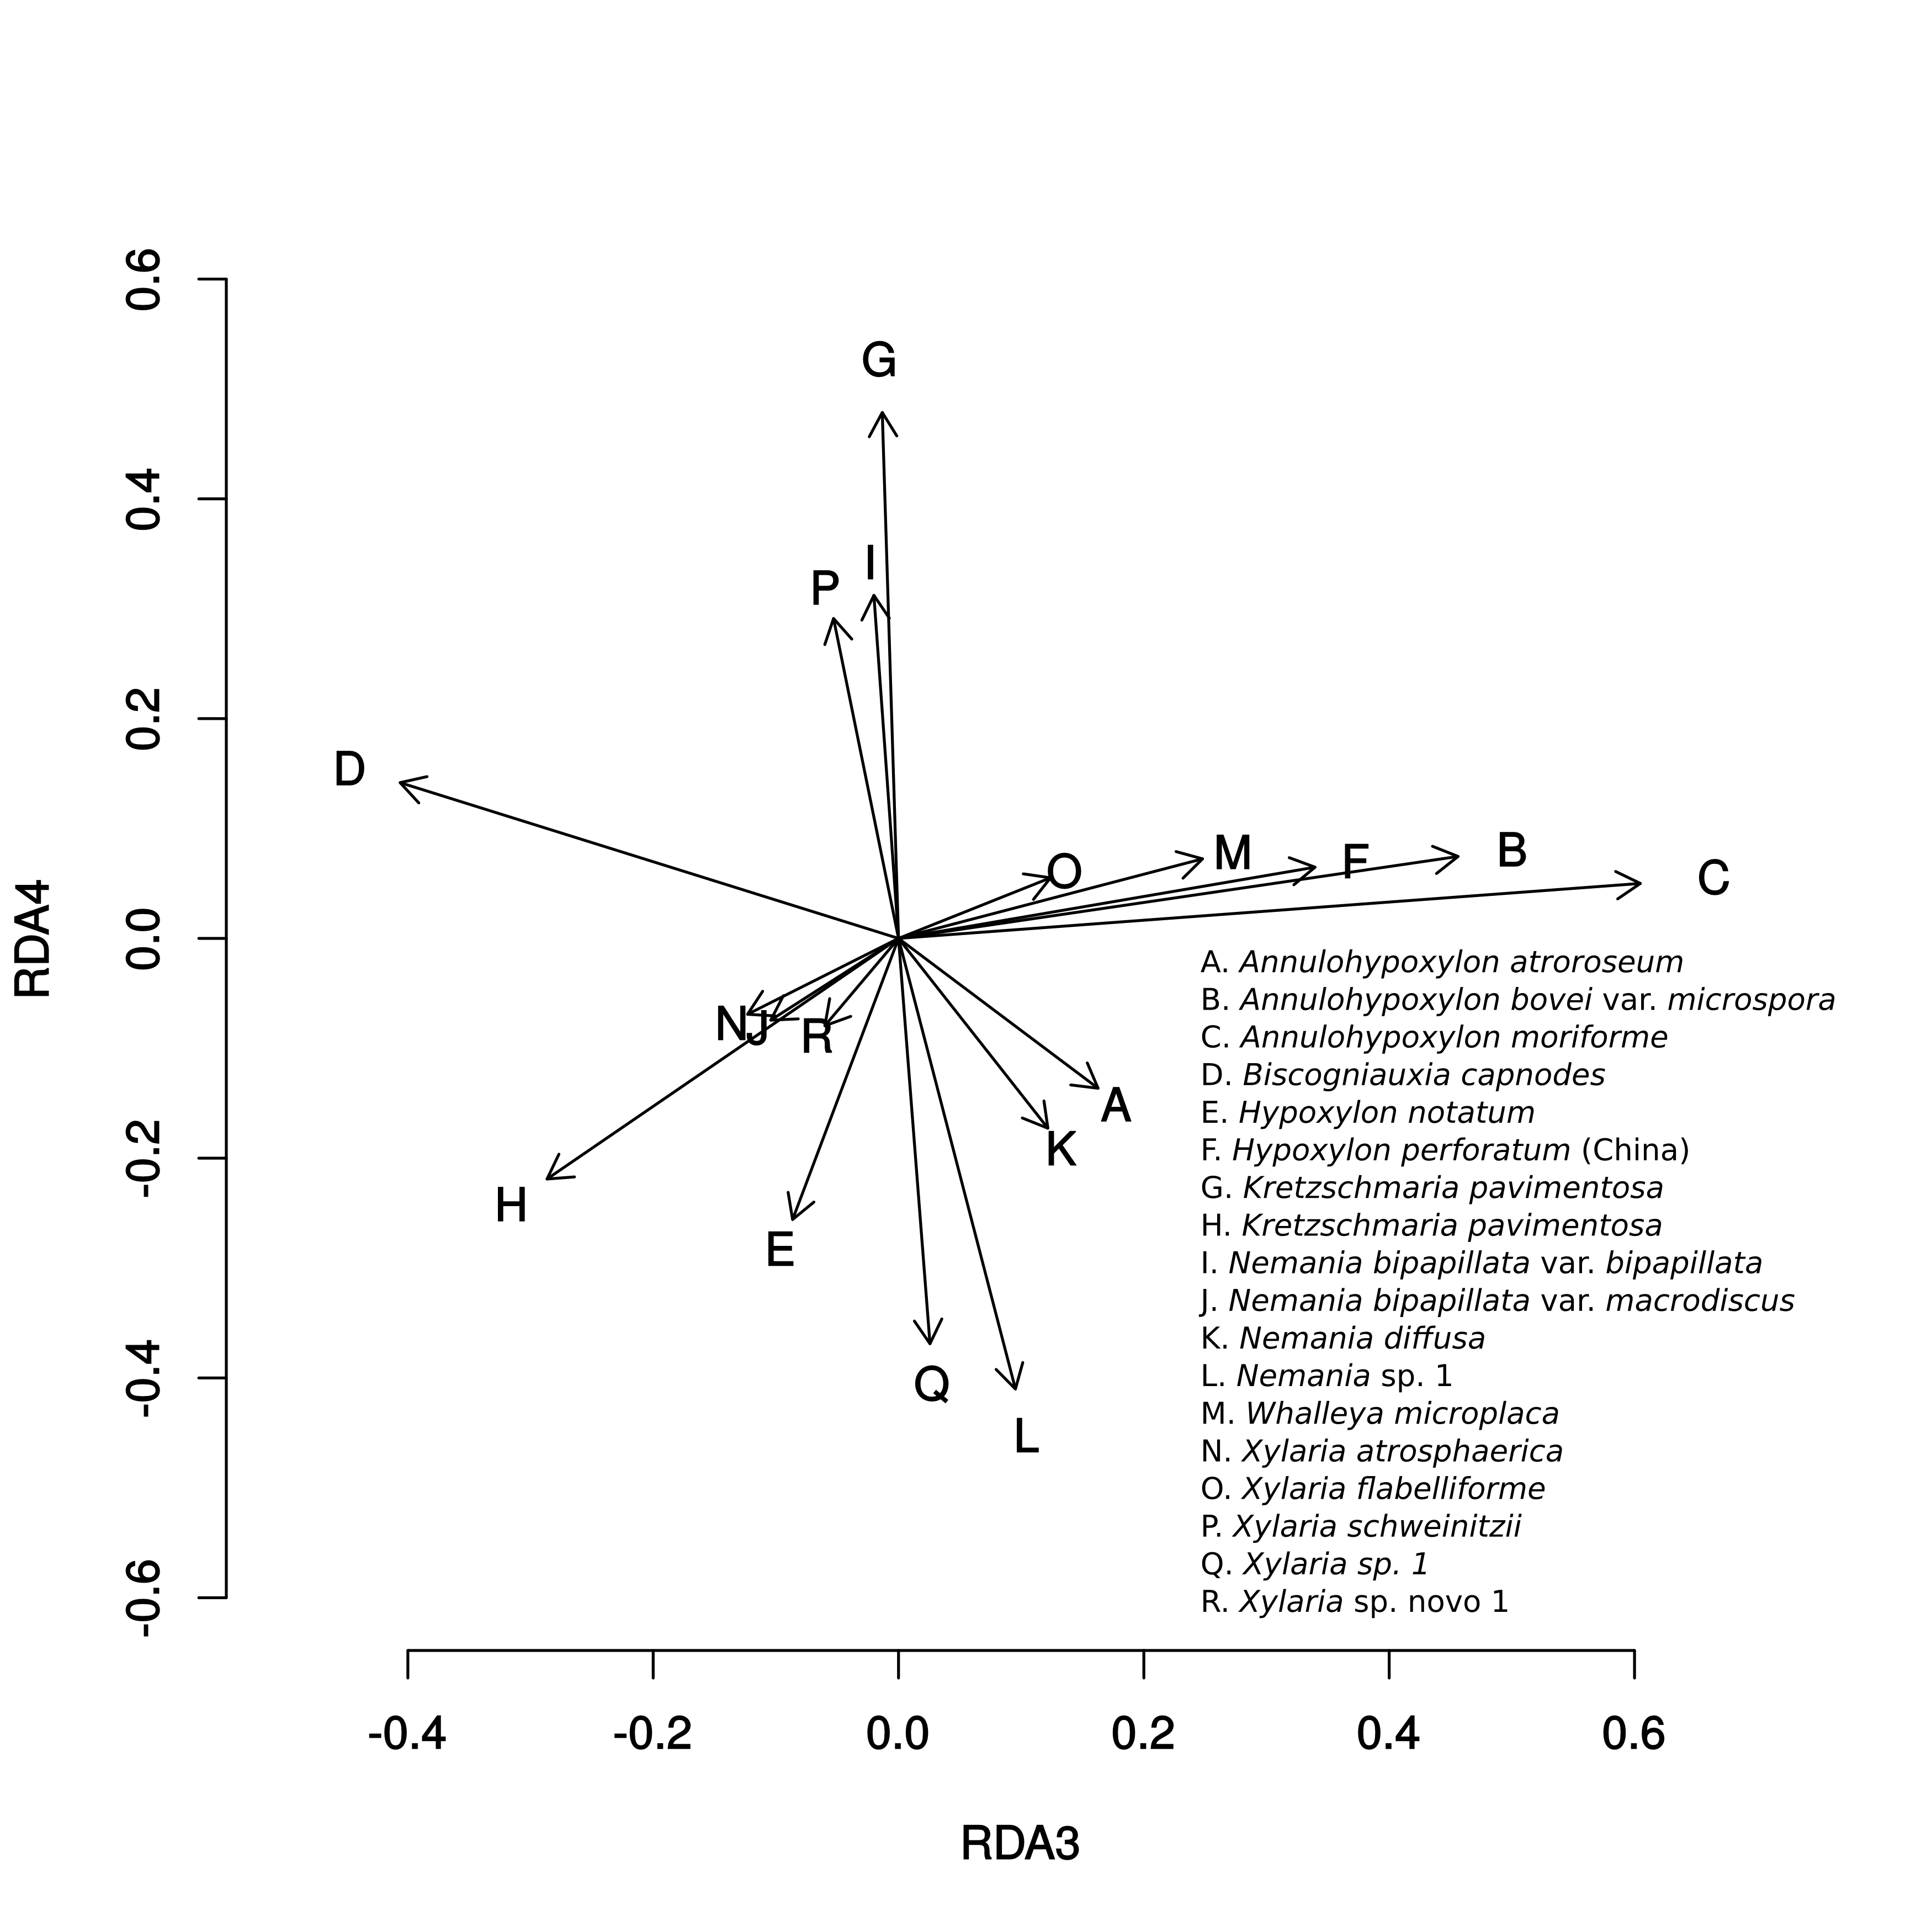 0.6
G
0.4
I
P
0.2
D
O
M
F
B
C
RDA4
0.0
N
J
R
A
K
-0.2
H
E
-0.4
Q
L
-0.6
A. Annulohypoxylon atroroseum
B. Annulohypoxylon bovei var. microspora
C. Annulohypoxylon moriforme
D. Biscogniauxia capnodes
E. Hypoxylon notatum
F. Hypoxylon perforatum (China)
G. Kretzschmaria pavimentosa
H. Kretzschmaria pavimentosa
I. Nemania bipapillata var. bipapillata
J. Nemania bipapillata var. macrodiscus
K. Nemania diffusa
L. Nemania sp. 1
M. Whalleya microplaca
N. Xylaria atrosphaerica
O. Xylaria flabelliforme
P. Xylaria schweinitzii
Q. Xylaria sp. 1
R. Xylaria sp. novo 1
-0.4 -0.2 0.0 0.2 0.4 0.6
RDA3